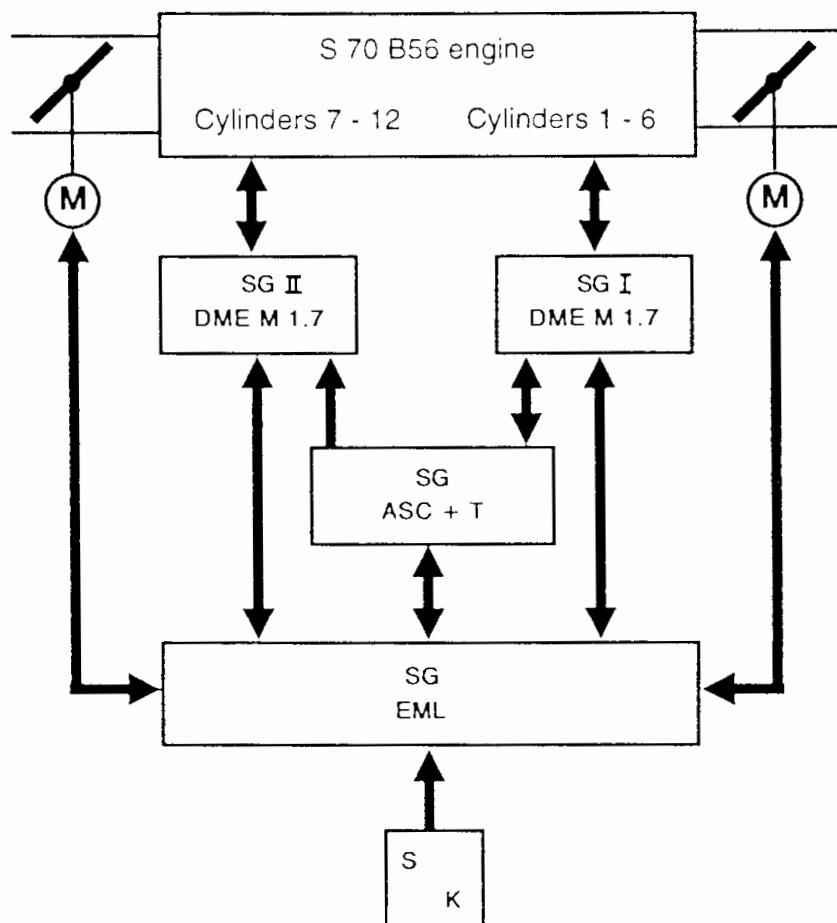 S 70 B56 engine
Cylinders 7 - 12 Cylinders 1 - 6
M M
SG II
DME M 1.7
SG I
DME M 1.7
SG
ASC + T
SG
EML
S
K